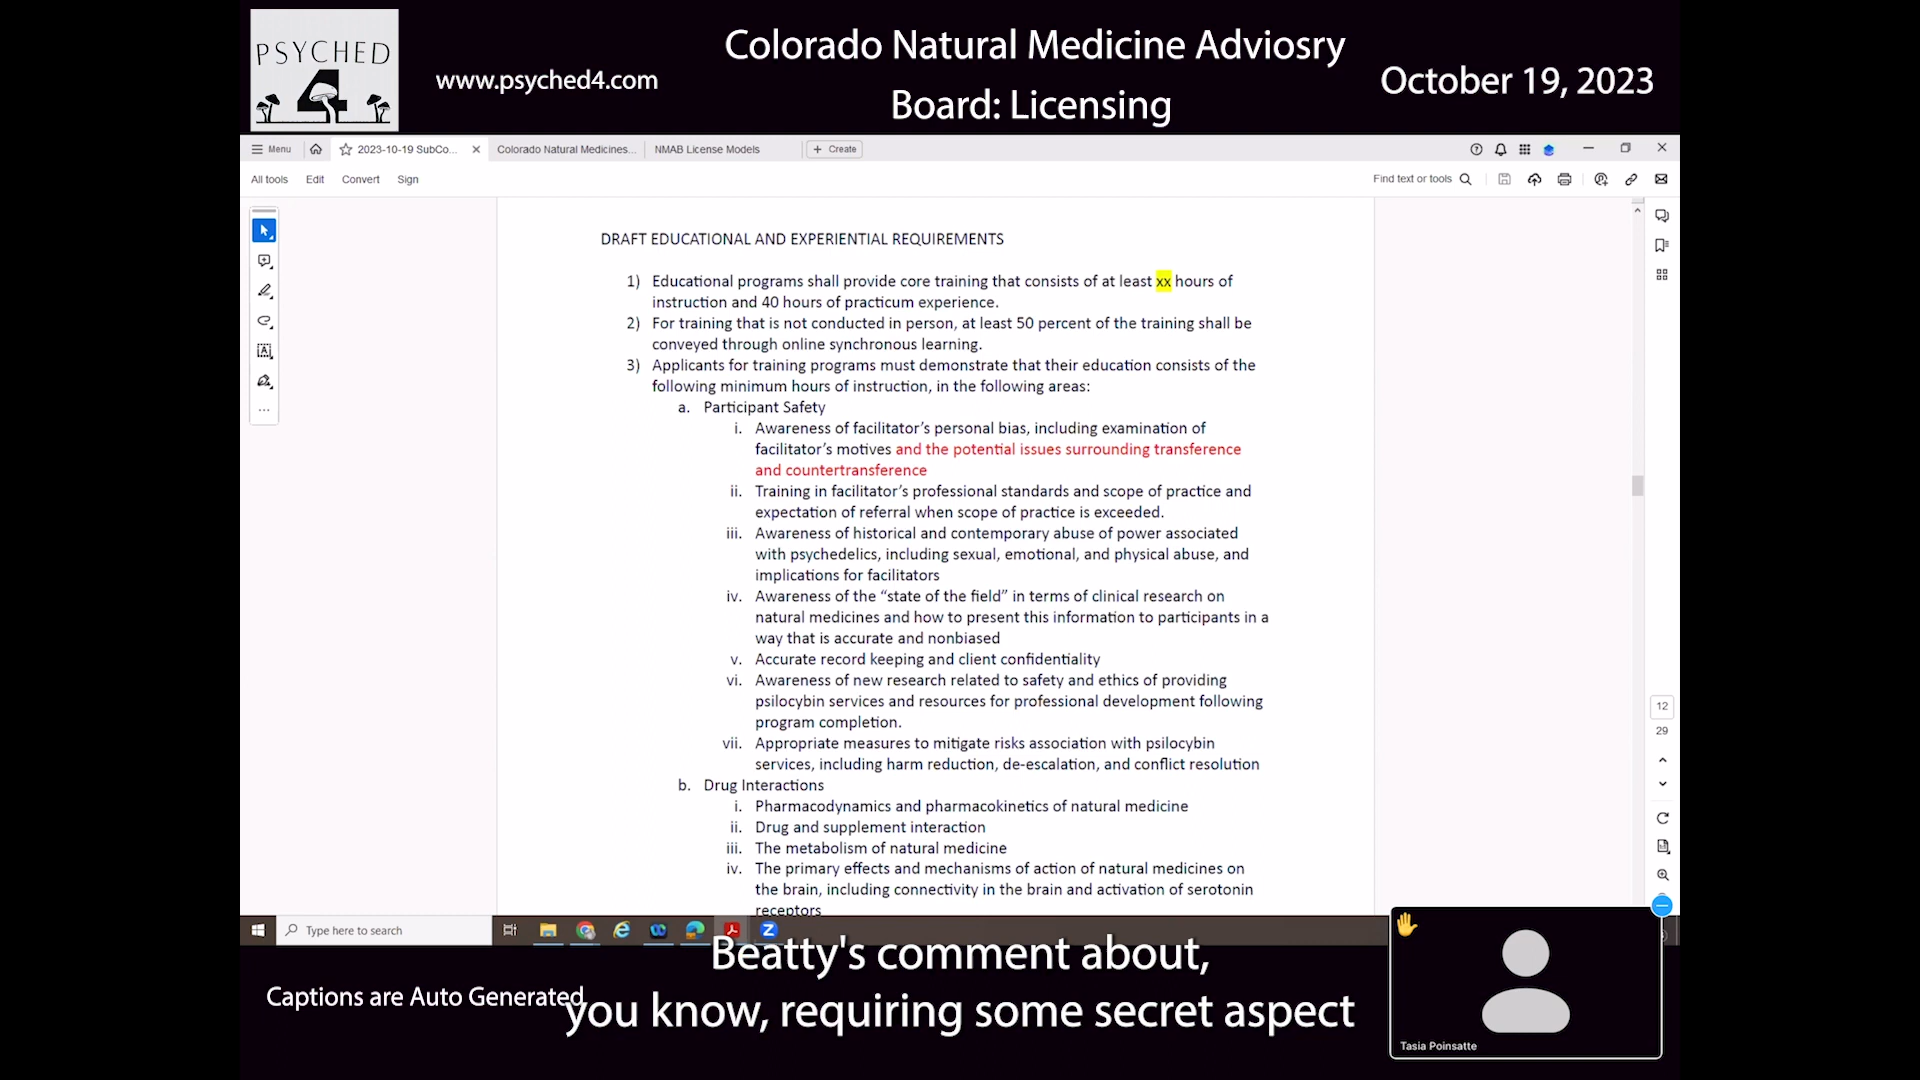 PSYCHED
4
www.psyched4.com
Colorado Natural Medicine Adviosry
Board: Licensing
October 19, 2023
Menu
2023-10-19 SubCo...
Colorado Natural Medicines...
NMAB License Models
Create
All tools
Edit
Convert
Sign
Find text or tools
DRAFT EDUCATIONAL AND EXPERIENTIAL REQUIREMENTS
1) Educational programs shall provide core training that consists of at least xx hours of
instruction and 40 hours of practicum experience.
2) For training that is not conducted in person, at least 50 percent of the training shall be
conveyed through online synchronous learning.
3) Applicants for training programs must demonstrate that their education consists of the
following minimum hours of instruction, in the following areas:
a. Participant Safety
i. Awareness of facilitator's personal bias, including examination of
facilitator's motives and the potential issues surrounding transference
and countertransference
ii. Training in facilitator's professional standards and scope of practice and
expectation of referral when scope of practice is exceeded.
iii. Awareness of historical and contemporary abuse of power associated
with psychedelics, including sexual, emotional, and physical abuse, and
implications for facilitators
iv. Awareness of the “state of the field” in terms of clinical research on
natural medicines and how to present this information to participants in a
way that is accurate and nonbiased
v. Accurate record keeping and client confidentiality
vi. Awareness of new research related to safety and ethics of providing
psilocybin services and resources for professional development following
program completion.
vii. Appropriate measures to mitigate risks association with psilocybin
services, including harm reduction, de-escalation, and conflict resolution
b. Drug Interactions
i. Pharmacodynamics and pharmacokinetics of natural medicine
ii. Drug and supplement interaction
iii. The metabolism of natural medicine
iv. The primary effects and mechanisms of action of natural medicines on
the brain, including connectivity in the brain and activation of serotonin
receptors
12
29
Type here to search
Captions are Auto Generated
Beatty's comment about,
you know, requiring some secret aspect
Tasia Poinsatte